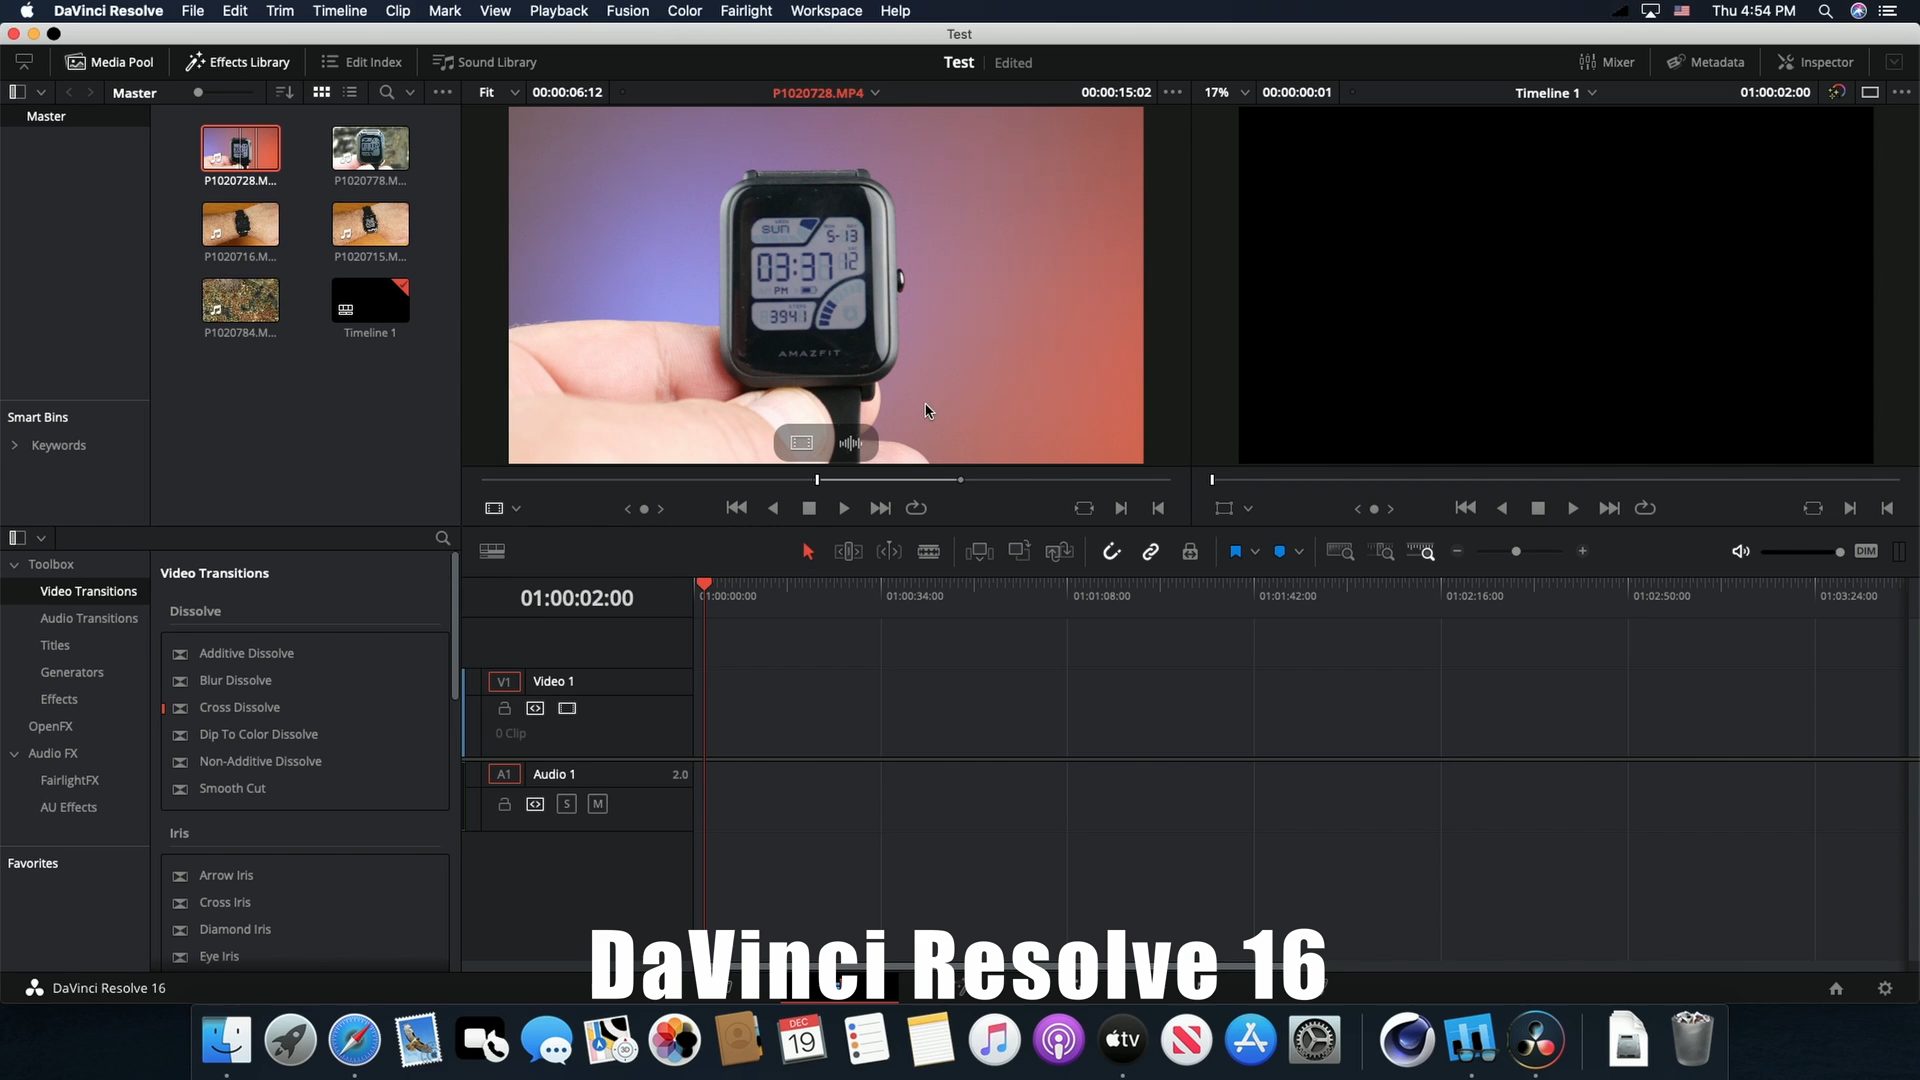 DaVinci Resolve File Edit Trim Timeline Clip Mark View Playback Fusion Color Fairlight Workspace Help Thu 4:54 PM
Test
Media Pool Effects Library Edit Index Sound Library Test Edited Mixer Metadata Inspector
Master Fit 00:00:06:12 P1020728.MP4 00:00:15:02 17% 00:00:00:01 Timeline 1 01:00:02:00
Master
P1020728.M... P1020778.M...
P1020716.M... P1020715.M...
P1020784.M... Timeline 1
Smart Bins
Keywords
SUN 5-13
03:37 12
PM
3941
AMAZFIT
Toolbox
Video Transitions
Audio Transitions
Titles
Generators
Effects
OpenFX
Audio FX
FairlightFX
AU Effects
Favorites
Video Transitions
Dissolve
Additive Dissolve
Blur Dissolve
Cross Dissolve
Dip To Color Dissolve
Non-Additive Dissolve
Smooth Cut
Iris
Arrow Iris
Cross Iris
Diamond Iris
Eye Iris
DIM
01:00:02:00
01:00:00:00 01:00:34:00 01:01:08:00 01:01:42:00 01:02:16:00 01:02:50:00 01:03:24:00
V1 Video 1
0 Clip
A1 Audio 1 2.0
S M
DaVinci Resolve 16
DaVinci Resolve 16
DEC
19
3D
tv